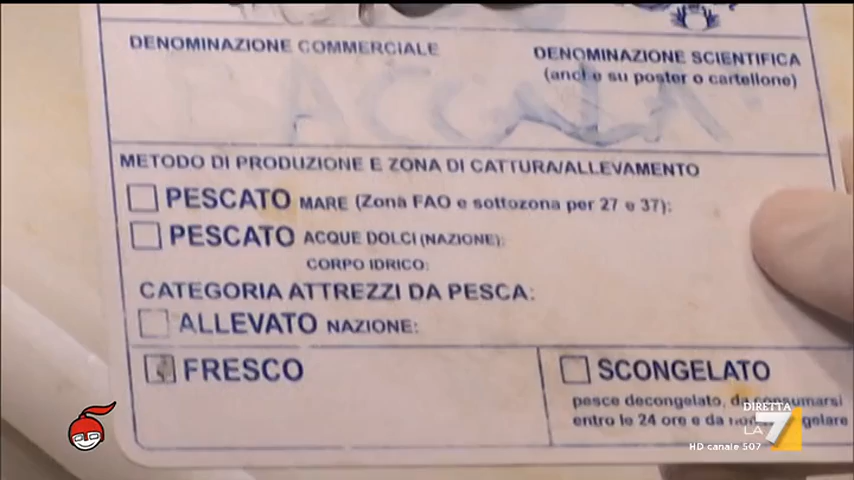 DENOMINAZIONE COMMERCIALE
DENOMINAZIONE SCIENTIFICA
(anche su poster o cartellone)
BACCALA'
METODO DI PRODUZIONE E ZONA DI CATTURA/ALLEVAMENTO
PESCATO MARE (Zona FAO e sottozona per 27 e 37):
PESCATO ACQUE DOLCI (NAZIONE):
CORPO IDRICO:
CATEGORIA ATTREZZI DA PESCA:
ALLEVATO NAZIONE:
FRESCO
SCONGELATO
pesce decongelato, da consumarsi
entro le 24 ore e da
DIRETTA
LA 7
HD canale 507